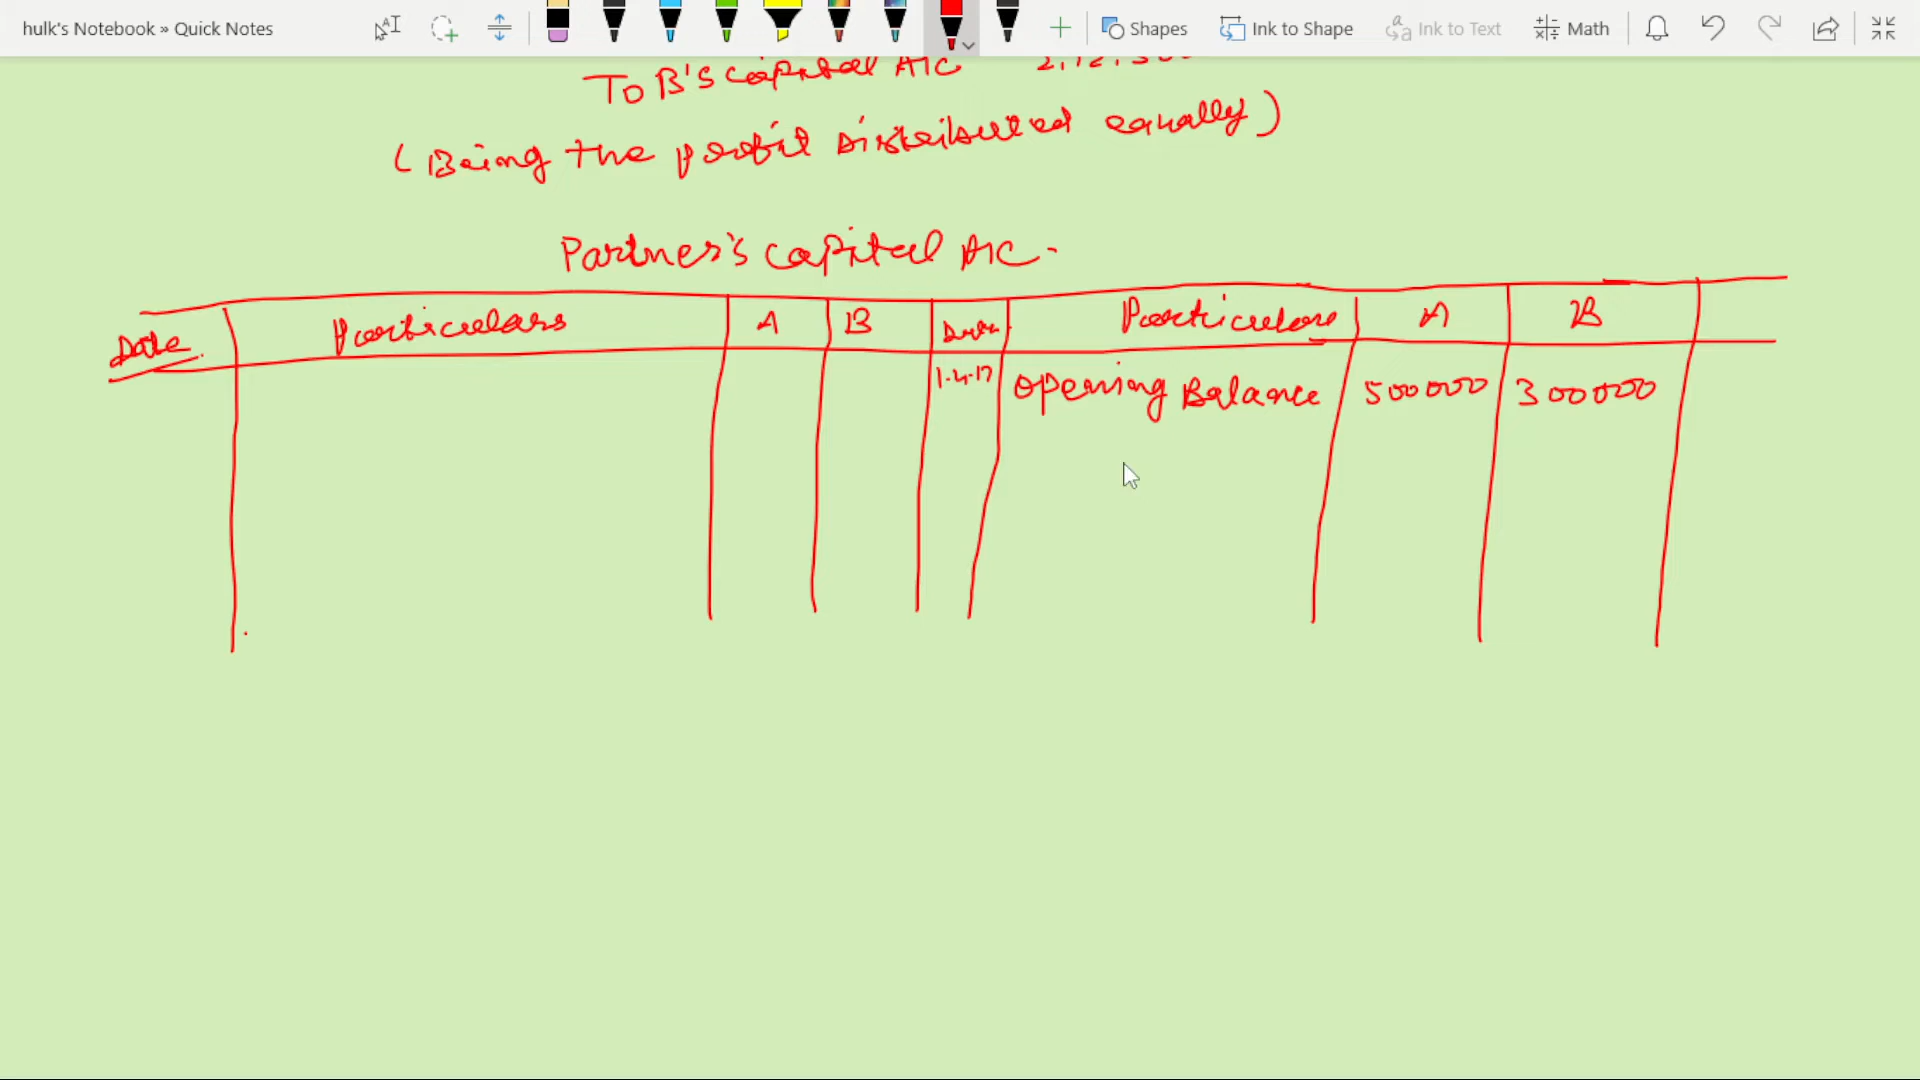 hulk's Notebook » Quick Notes
Shapes
Ink to Shape
Ink to Text
Math
To B's capital A/C
(Being the profit distributed equally)
Partner's capital A/C.
Date Particulars A B Date Particulars A B
1.4.17 Opening Balance 500000 300000